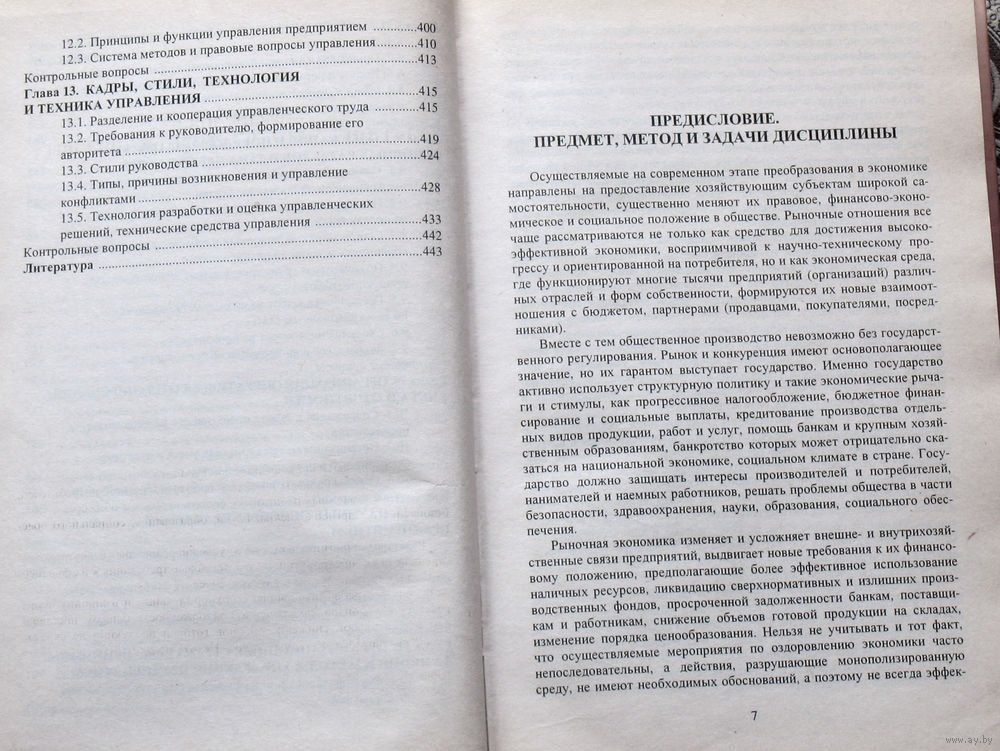 12.2. Принципы и функции управления предприятием ............400
12.3. Система методов и правовые вопросы управления...........410
Контрольные вопросы ................................................413
Глава 13. КАДРЫ, СТИЛИ, ТЕХНОЛОГИЯ
И ТЕХНИКА УПРАВЛЕНИЯ........................................415
13.1. Разделение и кооперация управленческого труда ............415
13.2. Требования к руководителю, формирование его
авторитета ................................................419
13.3. Стили руководства ........................................424
13.4. Типы, причины возникновения и управление
конфликтами ................................................428
13.5. Технология разработки и оценка управленческих
решений, технические средства управления ......................433
Контрольные вопросы ................................................442
Литература ........................................................443
ПРЕДИСЛОВИЕ.
ПРЕДМЕТ, МЕТОД И ЗАДАЧИ ДИСЦИПЛИНЫ
Осуществляемые на современном этапе преобразования в экономике
направлены на предоставление хозяйствующим субъектам широкой са-
мостоятельности, существенно меняют их правовое, финансово-эконо-
мическое и социальное положение в обществе. Рыночные отношения все
чаще рассматриваются не только как средство для достижения высоко-
эффективной экономики, восприимчивой к научно-техническому про-
грессу и ориентированной на потребителя, но и как экономическая среда,
где функционируют многие тысячи предприятий (организаций) различ-
ных отраслей и форм собственности, формируются их новые взаимоот-
ношения с бюджетом, партнерами (продавцами, покупателями, посред-
никами).
Вместе с тем общественное производство невозможно без государст-
венного регулирования. Рынок и конкуренция имеют основополагающее
значение, но их гарантом выступает государство. Именно государство
активно использует структурную политику и такие экономические рыча-
ги и стимулы, как прогрессивное налогообложение, бюджетное финан-
сирование и социальные выплаты, кредитование производства отдель-
ных видов продукции, работ и услуг, помощь банкам и крупным хозяй-
ственным образованиям, банкротство которых может отрицательно ска-
заться на национальной экономике, социальном климате в стране. Госу-
дарство должно защищать интересы производителей и потребителей,
нанимателей и наемных работников, решать проблемы общества в части
безопасности, здравоохранения, науки, образования, социального обес-
печения.
Рыночная экономика изменяет и усложняет внешне- и внутрихозяй-
ственные связи предприятий, выдвигает новые требования к их финансо-
вому положению, предполагающие более эффективное использование
наличных ресурсов, ликвидацию сверхнормативных и излишних произ-
водственных фондов, просроченной задолженности банкам, поставщи-
кам и работникам, снижение объемов готовой продукции на складах,
изменение порядка ценообразования. Нельзя не учитывать и тот факт,
что осуществляемые мероприятия по оздоровлению экономики часто
непоследовательны, а действия, разрушающие монополизированную
среду, не имеют необходимых обоснований, а поэтому не всегда эффек-
7
www.ay.by